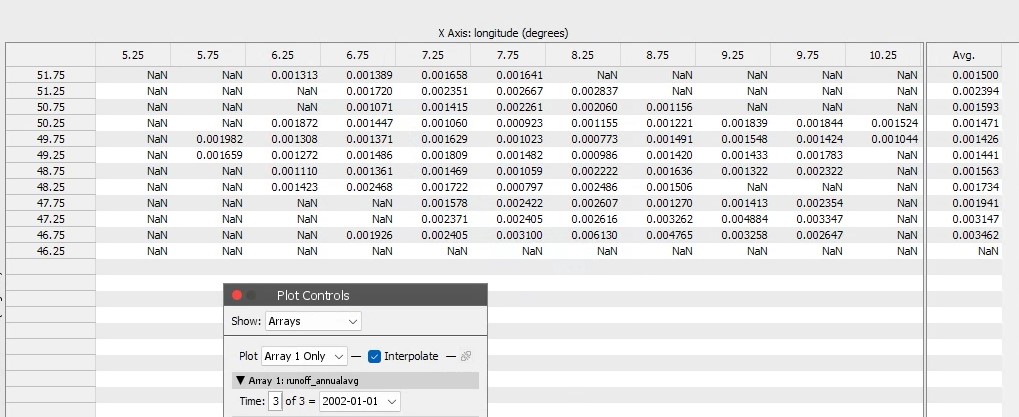 X Axis: longitude (degrees)
5.25 5.75 6.25 6.75 7.25 7.75 8.25 8.75 9.25 9.75 10.25 Avg.
51.75 NaN NaN 0.001313 0.001389 0.001658 0.001641 NaN NaN NaN NaN NaN 0.001500
51.25 NaN NaN NaN 0.001720 0.002351 0.002667 0.002837 NaN NaN NaN NaN 0.002394
50.75 NaN NaN NaN 0.001071 0.001415 0.002261 0.002060 0.001156 NaN NaN NaN 0.001593
50.25 NaN NaN 0.001872 0.001447 0.001060 0.000923 0.001155 0.001221 0.001839 0.001844 0.001524 0.001471
49.75 NaN 0.001982 0.001308 0.001371 0.001629 0.001023 0.000773 0.001491 0.001548 0.001424 0.001044 0.001426
49.25 NaN 0.001659 0.001272 0.001486 0.001809 0.001482 0.000986 0.001420 0.001433 0.001783 NaN 0.001441
48.75 NaN NaN 0.001110 0.001361 0.001469 0.001059 0.002222 0.001636 0.001322 0.002322 NaN 0.001563
48.25 NaN NaN 0.001423 0.002468 0.001722 0.000797 0.002486 0.001506 NaN NaN NaN 0.001734
47.75 NaN NaN NaN NaN 0.001578 0.002422 0.002607 0.001270 0.001413 0.002354 NaN 0.001941
47.25 NaN NaN NaN NaN 0.002371 0.002405 0.002616 0.003262 0.004884 0.003347 NaN 0.003147
46.75 NaN NaN NaN 0.001926 0.002405 0.003100 0.006130 0.004765 0.003258 0.002647 NaN 0.003462
46.25 NaN NaN NaN NaN NaN NaN NaN NaN NaN NaN NaN NaN
Plot Controls
Show: Arrays
Plot Array 1 Only — Interpolate —
Array 1: runoff_annualavg
Time: 3 of 3 = 2002-01-01